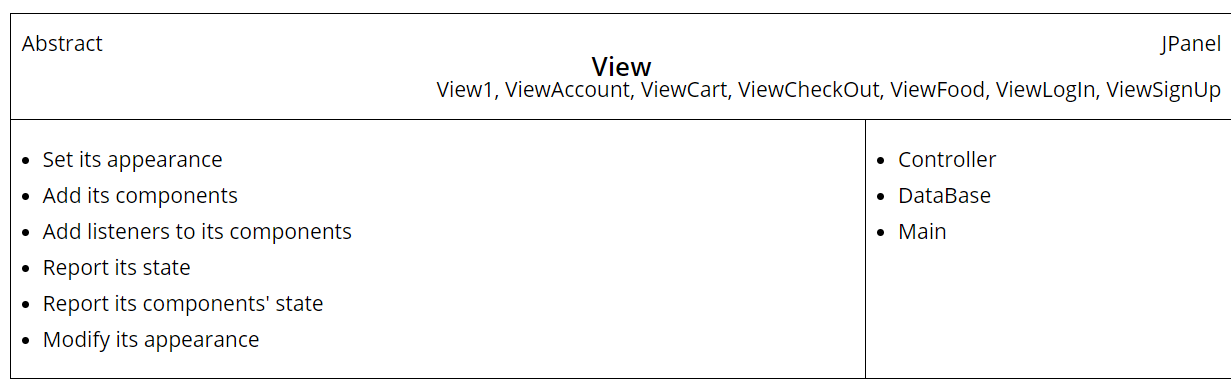 Abstract
JPanel
View
View1, ViewAccount, ViewCart, ViewCheckOut, ViewFood, ViewLogIn, ViewSignUp
• Set its appearance
• Add its components
• Add listeners to its components
• Report its state
• Report its components' state
• Modify its appearance
• Controller
• DataBase
• Main